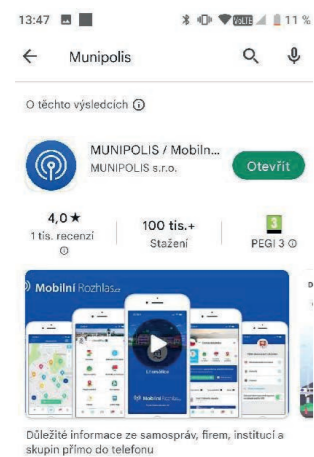 13:47 11 %
Munipolis
O těchto výsledcích
MUNIPOLIS / Mobiln...
MUNIPOLIS s.r.o.
Otevřít
4,0★
1 tis. recenzí
100 tis.+
Stažení
3
PEGI 3
Mobilní Rozhlas
Důležité informace ze samospráv, firem, institucí a
skupin přímo do telefonu